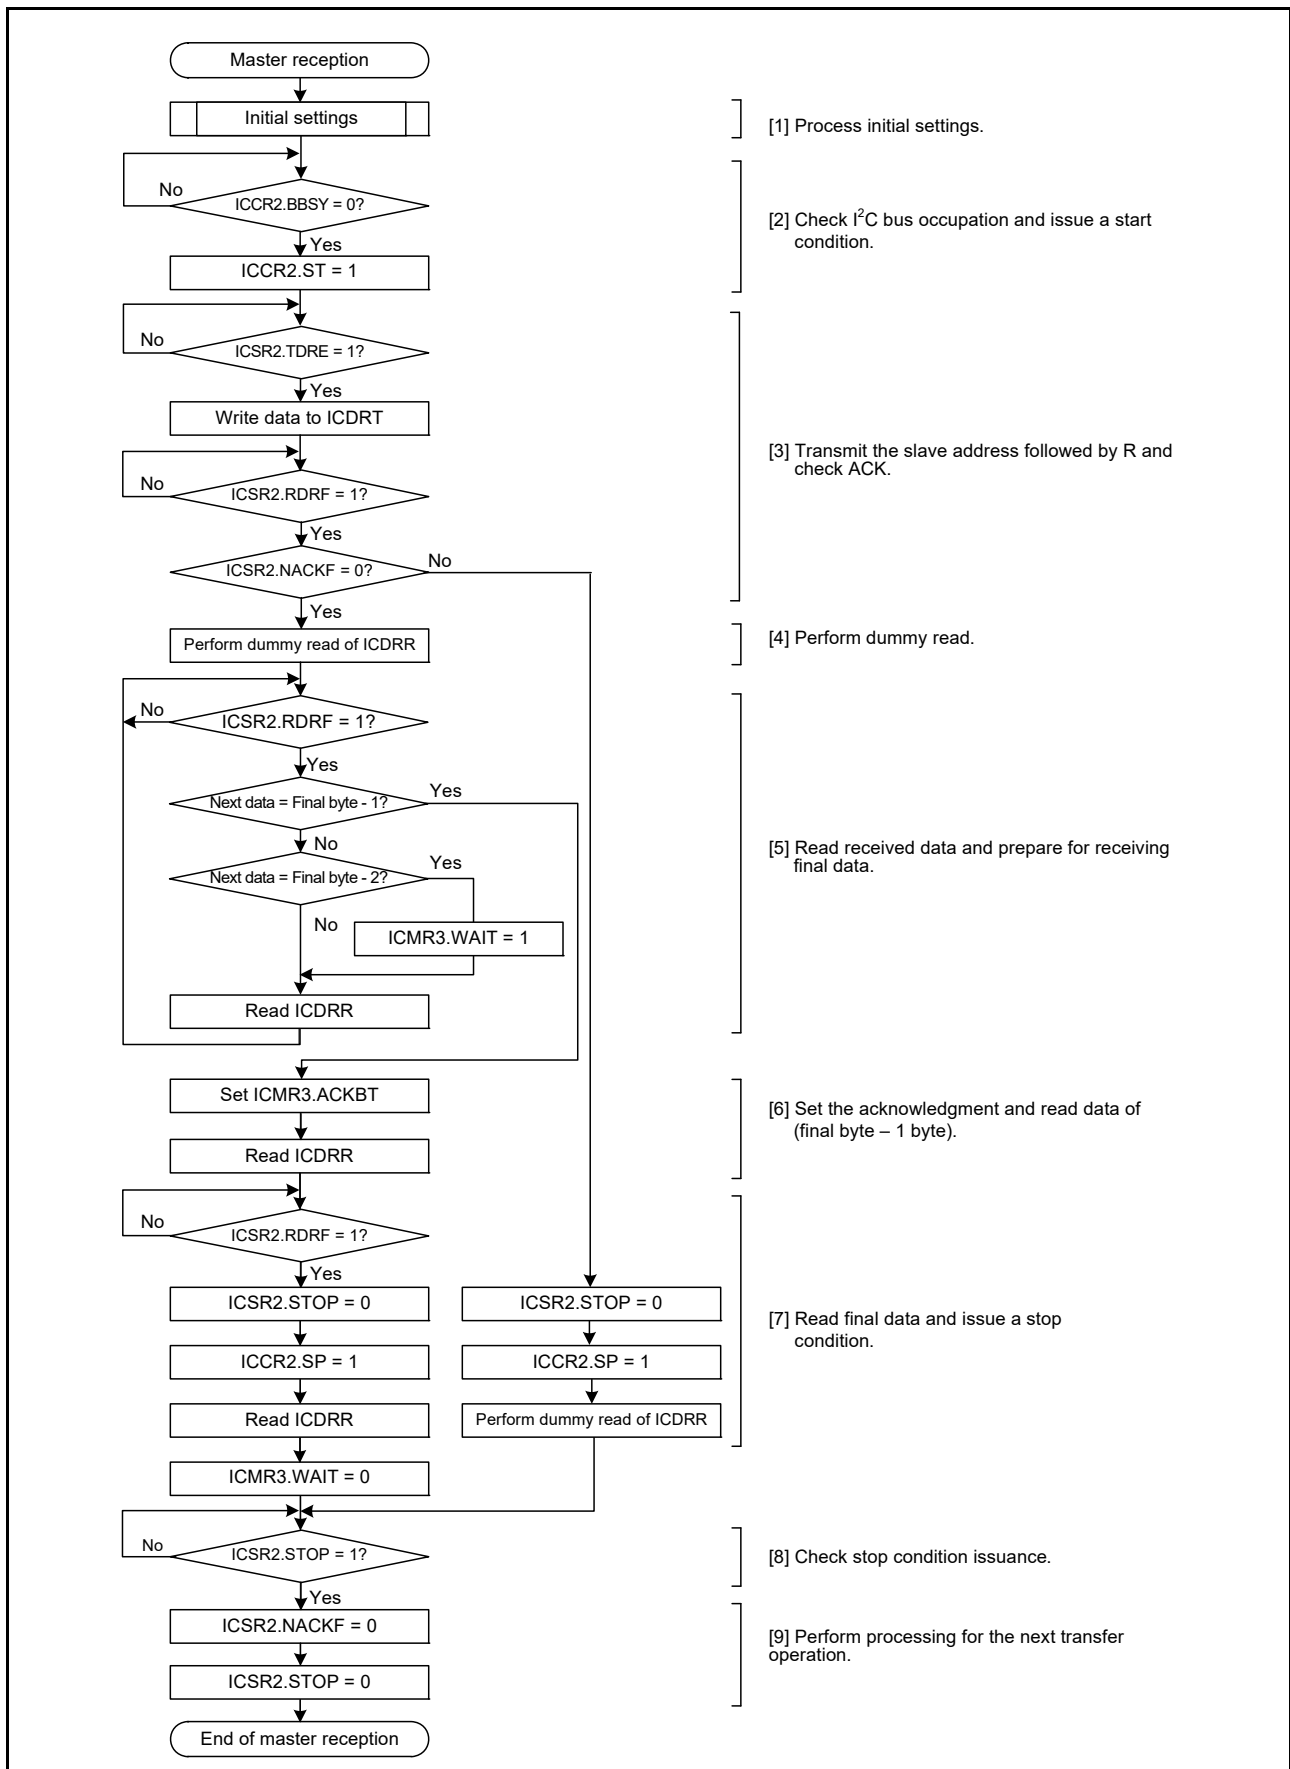 Master reception
Initial settings
[1] Process initial settings.
No
ICCR2.BBSY = 0?
Yes
ICCR2.ST = 1
[2] Check I²C bus occupation and issue a start
condition.
No
ICSR2.TDRE = 1?
Yes
Write data to ICDRT
No
ICSR2.RDRF = 1?
Yes
ICSR2.NACKF = 0?
No
Yes
[3] Transmit the slave address followed by R and
check ACK.
Perform dummy read of ICDRR
[4] Perform dummy read.
No
ICSR2.RDRF = 1?
Yes
Next data = Final byte - 1?
Yes
No
Next data = Final byte - 2?
Yes
No
ICMR3.WAIT = 1
Read ICDRR
[5] Read received data and prepare for receiving
final data.
Set ICMR3.ACKBT
Read ICDRR
[6] Set the acknowledgment and read data of
(final byte – 1 byte).
No
ICSR2.RDRF = 1?
Yes
ICSR2.STOP = 0
ICCR2.SP = 1
Read ICDRR
ICMR3.WAIT = 0
ICSR2.STOP = 0
ICCR2.SP = 1
Perform dummy read of ICDRR
[7] Read final data and issue a stop
condition.
No
ICSR2.STOP = 1?
Yes
[8] Check stop condition issuance.
ICSR2.NACKF = 0
ICSR2.STOP = 0
[9] Perform processing for the next transfer
operation.
End of master reception